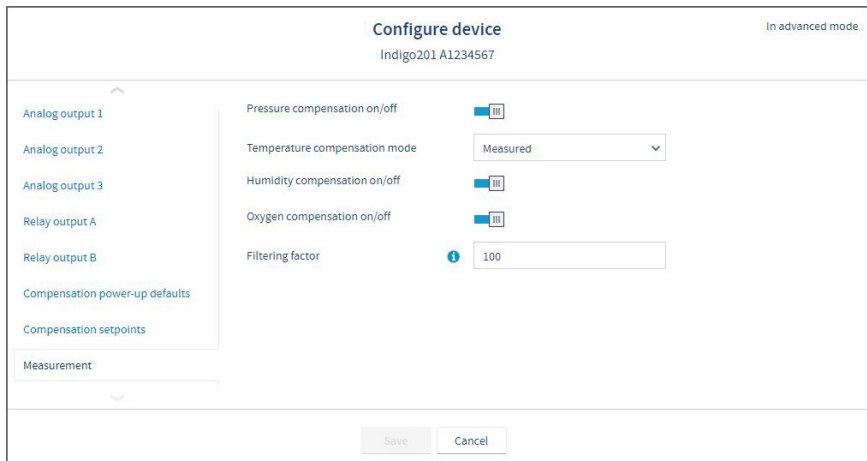 Configure device
In advanced mode
Indigo201 A1234567
Analog output 1
Analog output 2
Analog output 3
Relay output A
Relay output B
Compensation power-up defaults
Compensation setpoints
Measurement
Pressure compensation on/off
Temperature compensation mode
Measured
Humidity compensation on/off
Oxygen compensation on/off
Filtering factor
100
Save
Cancel